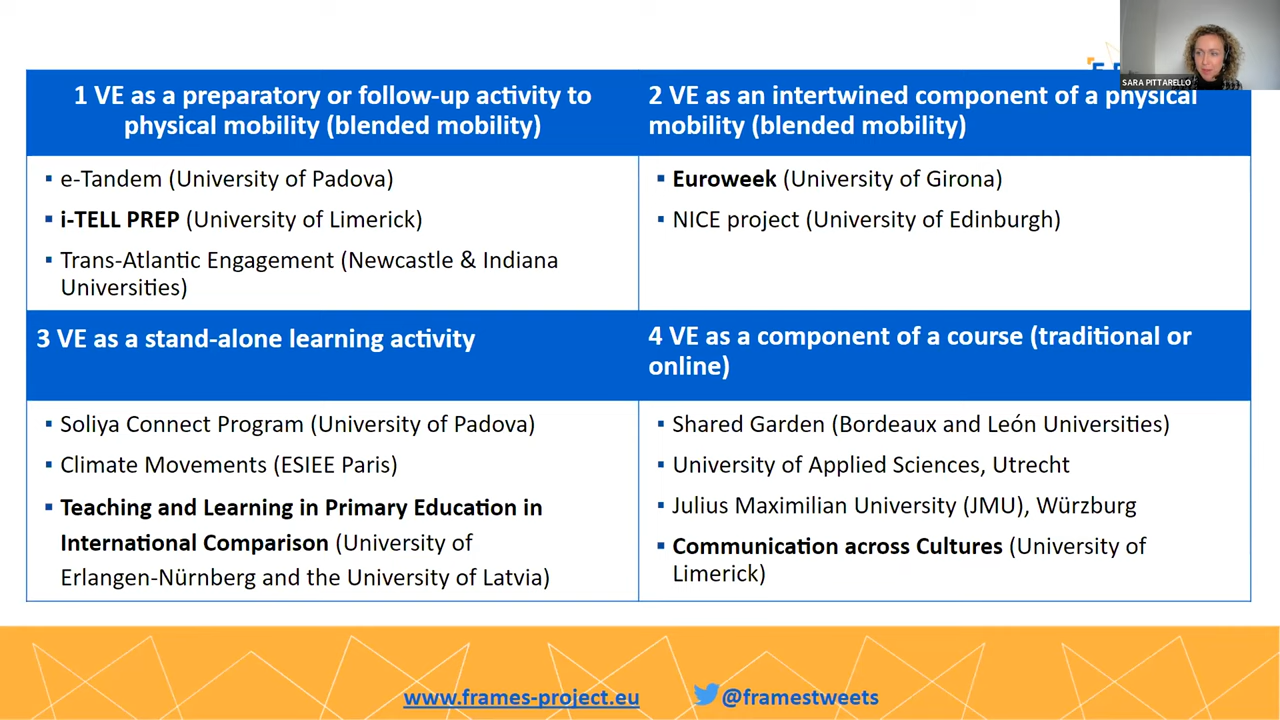 SARA PITTARELLO
1 VE as a preparatory or follow-up activity to
physical mobility (blended mobility)
2 VE as an intertwined component of a physical
mobility (blended mobility)
▪ e-Tandem (University of Padova)
▪ i-TELL PREP (University of Limerick)
▪ Trans-Atlantic Engagement (Newcastle & Indiana
Universities)
▪ Euroweek (University of Girona)
▪ NICE project (University of Edinburgh)
3 VE as a stand-alone learning activity
4 VE as a component of a course (traditional or
online)
▪ Soliya Connect Program (University of Padova)
▪ Climate Movements (ESIEE Paris)
▪ Teaching and Learning in Primary Education in
International Comparison (University of
Erlangen-Nürnberg and the University of Latvia)
▪ Shared Garden (Bordeaux and León Universities)
▪ University of Applied Sciences, Utrecht
▪ Julius Maximilian University (JMU), Würzburg
▪ Communication across Cultures (University of
Limerick)
www.frames-project.eu
@framestweets